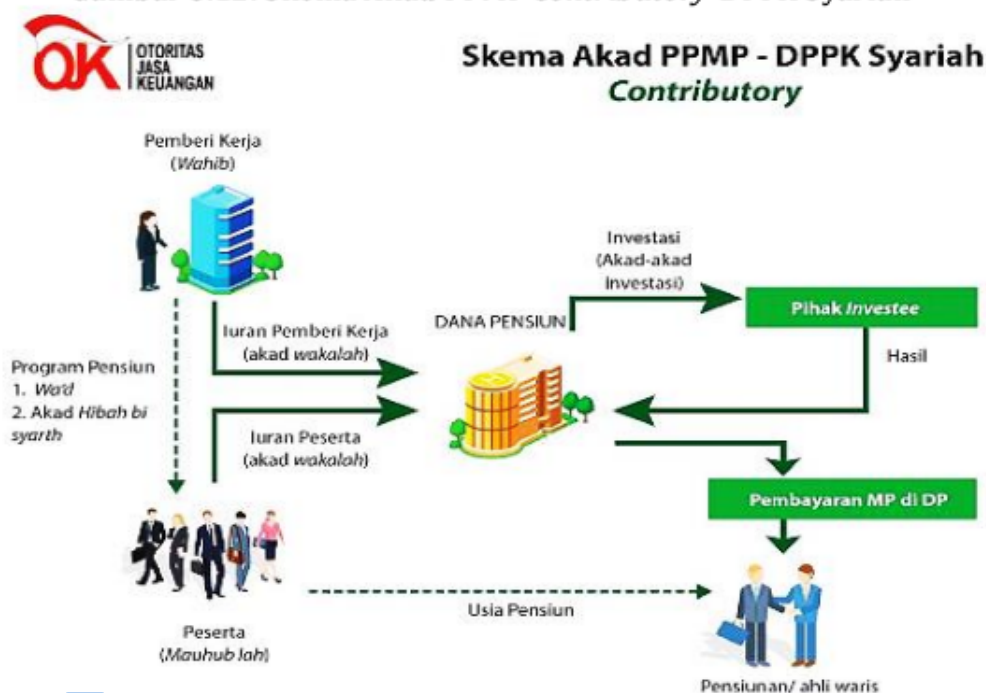 OJK OTORITAS
JASA
KEUANGAN
Skema Akad PPMP - DPPK Syariah
Contributory
Pemberi Kerja
(Wahib)
Investasi
(Akad-akad
Investasi)
Pihak Investee
DANA PENSIUN
Iuran Pemberi Kerja
(akad wakalah)
Hasil
Program Pensiun
1. Wa'd
2. Akad Hibah bi
syarth
Iuran Peserta
(akad wakalah)
Pembayaran MP di DP
Usia Pensiun
Peserta
(Mauhub lah)
Pensiunan/ ahli waris